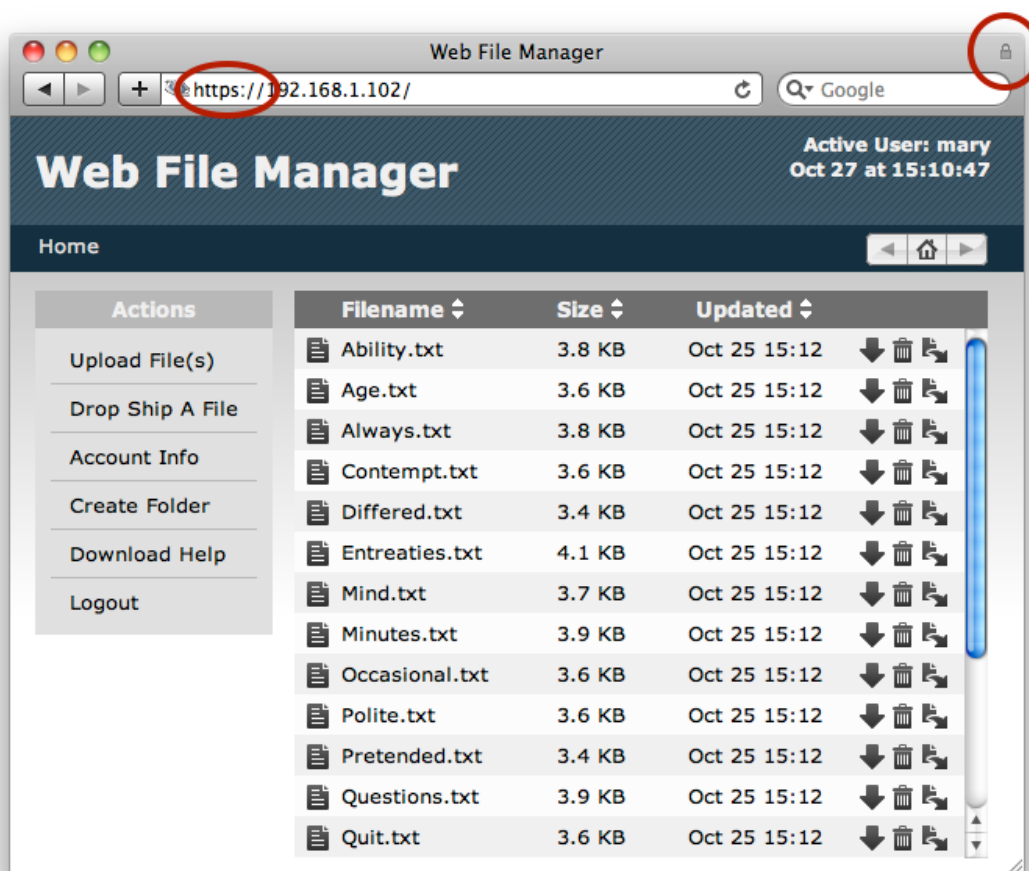 Web File Manager
https://192.168.1.102/
Google
Web File Manager
Active User: mary
Oct 27 at 15:10:47
Home
Actions
Upload File(s)
Drop Ship A File
Account Info
Create Folder
Download Help
Logout
Filename Size Updated
Ability.txt 3.8 KB Oct 25 15:12
Age.txt 3.6 KB Oct 25 15:12
Always.txt 3.8 KB Oct 25 15:12
Contempt.txt 3.6 KB Oct 25 15:12
Differed.txt 3.4 KB Oct 25 15:12
Entreaties.txt 4.1 KB Oct 25 15:12
Mind.txt 3.7 KB Oct 25 15:12
Minutes.txt 3.9 KB Oct 25 15:12
Occasional.txt 3.6 KB Oct 25 15:12
Polite.txt 3.6 KB Oct 25 15:12
Pretended.txt 3.4 KB Oct 25 15:12
Questions.txt 3.9 KB Oct 25 15:12
Quit.txt 3.6 KB Oct 25 15:12